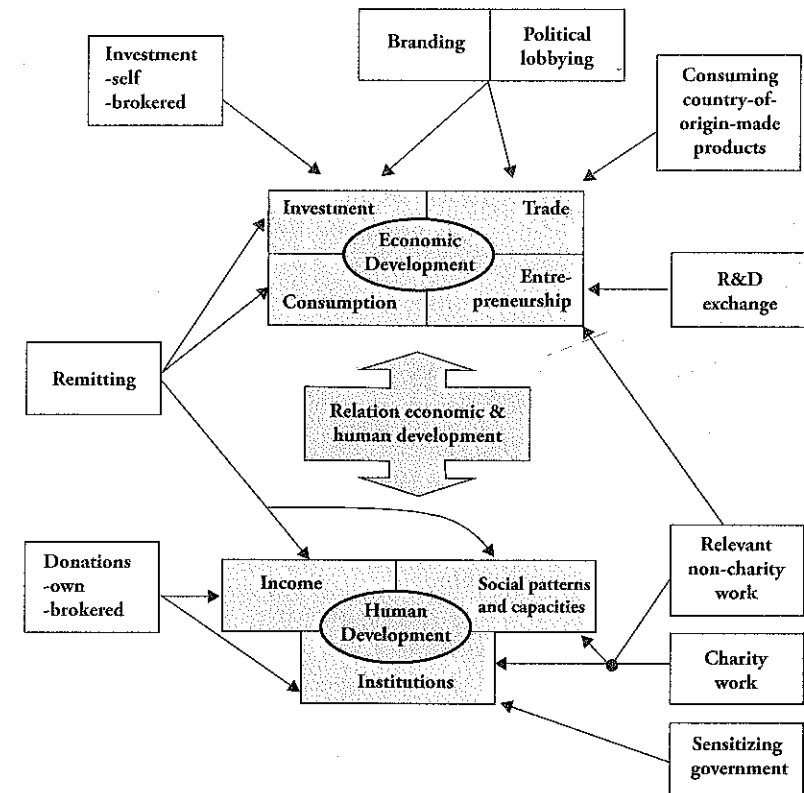 Investment
-self
-brokered
Branding
Political
lobbying
Consuming
country-of-
origin-made
products
Investment
Trade
Economic
Development
Consumption
Entre-
preneurship
R&D
exchange
Remitting
Relation economic &
human development
Donations
-own
-brokered
Income
Social patterns
and capacities
Human
Development
Institutions
Relevant
non-charity
work
Charity
work
Sensitizing
government